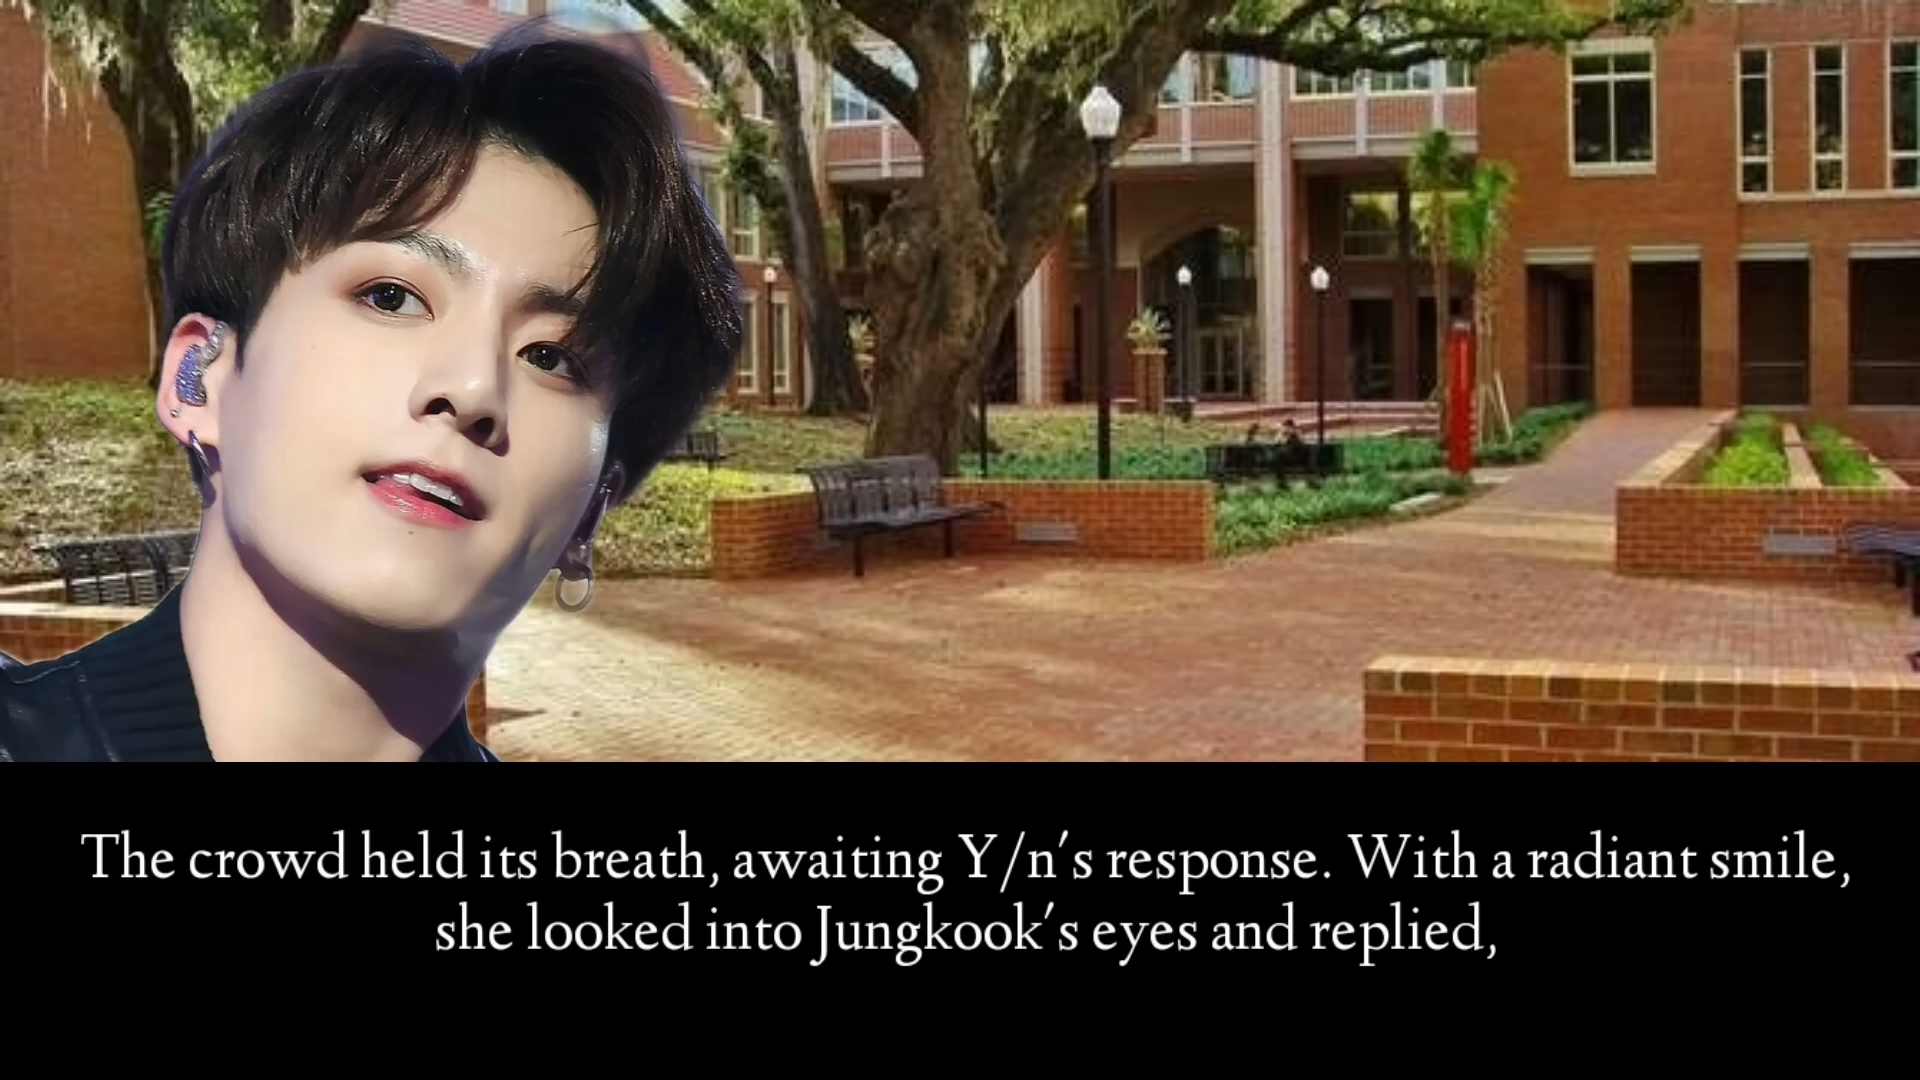 The crowd held its breath, awaiting Y/n's response. With a radiant smile,
she looked into Jungkook's eyes and replied,